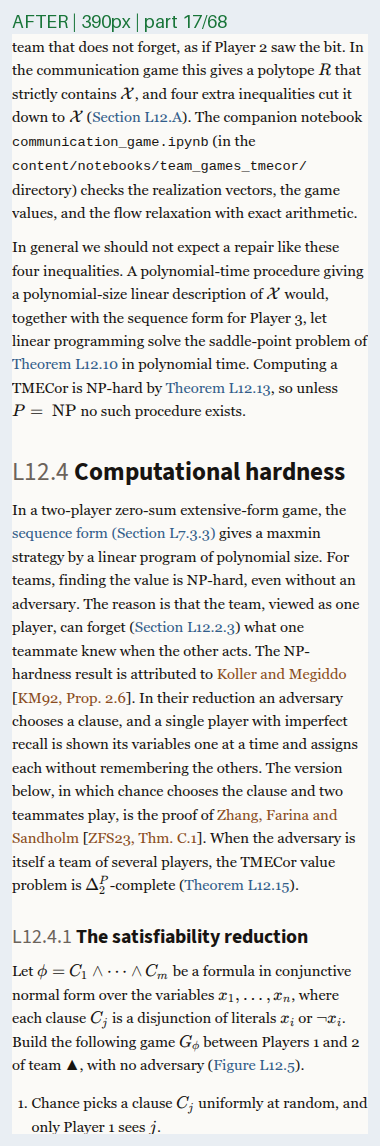 AFTER | 390px | part 17/68
team that does not forget, as if Player 2 saw the bit. In
the communication game this gives a polytope R that
strictly contains 𝒳, and four extra inequalities cut it
down to 𝒳 (Section L12.A). The companion notebook
communication_game.ipynb (in the
content/notebooks/team_games_tmecor/
directory) checks the realization vectors, the game
values, and the flow relaxation with exact arithmetic.
In general we should not expect a repair like these
four inequalities. A polynomial-time procedure giving
a polynomial-size linear description of 𝒳 would,
together with the sequence form for Player 3, let
linear programming solve the saddle-point problem of
Theorem L12.10 in polynomial time. Computing a
TMECor is NP-hard by Theorem L12.13, so unless
P = NP no such procedure exists.
L12.4 Computational hardness
In a two-player zero-sum extensive-form game, the
sequence form (Section L7.3.3) gives a maxmin
strategy by a linear program of polynomial size. For
teams, finding the value is NP-hard, even without an
adversary. The reason is that the team, viewed as one
player, can forget (Section L12.2.3) what one
teammate knew when the other acts. The NP-
hardness result is attributed to Koller and Megiddo
[KM92, Prop. 2.6]. In their reduction an adversary
chooses a clause, and a single player with imperfect
recall is shown its variables one at a time and assigns
each without remembering the others. The version
below, in which chance chooses the clause and two
teammates play, is the proof of Zhang, Farina and
Sandholm [ZFS23, Thm. C.1]. When the adversary is
itself a team of several players, the TMECor value
problem is Δ₂ᴾ-complete (Theorem L12.15).
L12.4.1 The satisfiability reduction
Let ϕ = C₁ ∧ ⋯ ∧ Cₘ be a formula in conjunctive
normal form over the variables x₁, …, xₙ, where
each clause Cⱼ is a disjunction of literals xᵢ or ¬xᵢ.
Build the following game G_ϕ between Players 1 and 2
of team ▲, with no adversary (Figure L12.5).
1. Chance picks a clause Cⱼ uniformly at random, and
only Player 1 sees j.